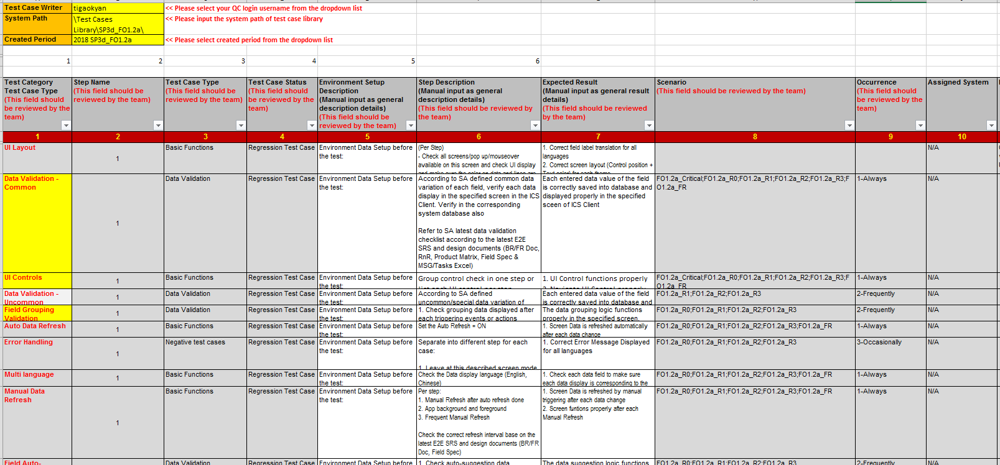 Test Case Writer tigaokyan << Please select your QC login username from the dropdown list
System Path \Test Cases << Please input the system path of test case library
Library\SP3d_FO1.2a\
Created Period 2018 SP3d_FO1.2a << Please select created period from the dropdown list
1 2 3 4 5 6
Test Category
Test Case Type
(This field should
be reviewed by the
team)
Step Name
(This field should be
reviewed by the team)
Test Case Type
(This field should be
reviewed by the team)
Test Case Status
(This field should
be reviewed by the
team)
Environment Setup
Description
(Manual input as general
description details)
(This field should be
reviewed by the team)
Step Description
(Manual input as general
description details)
(This field should be reviewed by
the team)
Expected Result
(Manual input as general result
details)
(This field should be reviewed
by the team)
Scenario
(This field should be reviewed by the team)
Occurrence
(This field should
be reviewed by the
team)
Assigned System
1 2 3 4 5 6 7 8 9 10
UI Layout
1
Basic Functions
Regression Test Case
Environment Data Setup before
the test:
(Per Step)
- Check all screens/pop up/mouseover
available on this screen and check UI display
and make sure the color or data and lines are
1. Correct field label translation for all
languages
2. Correct screen layout (Control position +
Text color) for each theme
N/A
Data Validation -
Common
1
Data Validation
Regression Test Case
Environment Data Setup before
the test:
According to SA defined common data
variation of each field, verify each data
display in the specified screen in the ICS
Client. Verify in the corresponding
system database also
Refer to SA latest data validation
checklist according to the latest E2E
SRS and design documents (BR/FR Doc,
RnR, Product Matrix, Field Spec &
MSG/Tasks Excel)
Each entered data value of the field
is correctly saved into database and
displayed properly in the specified
sceen of ICS Client
FO1.2a_Critical;FO1.2a_R0;FO1.2a_R1;FO1.2a_R2;FO1.2a_R3;F
O1.2a_FR
1-Always
N/A
UI Controls
1
Basic Functions
Regression Test Case
Environment Data Setup before
the test:
Group control check in one step or
list each UI control per step
1. UI Control functions properly
2. Navigate UI Control properly
FO1.2a_Critical;FO1.2a_R0;FO1.2a_R1;FO1.2a_R2;FO1.2a_R3;F
O1.2a_FR
1-Always
N/A
Data Validation -
Uncommon
1
Data Validation
Regression Test Case
Environment Data Setup before
the test:
According to SA defined
uncommon/special data variation of
Each entered data value of the field
is correctly saved into database and
FO1.2a_R1;FO1.2a_R2;FO1.2a_R3
2-Frequently
N/A
Field Grouping
Validation
1
Data Validation
Regression Test Case
Environment Data Setup before
the test:
1. Check grouping data displayed after
each triggering events or actions
The data grouping logic functions
properly in the specified screen.
FO1.2a_R0;FO1.2a_R1;FO1.2a_R2;FO1.2a_R3
2-Frequently
N/A
Auto Data Refresh
1
Basic Functions
Regression Test Case
Environment Data Setup before
the test:
Set the Auto Refresh = ON
1. Screen Data is refreshed automatically
after each data change
FO1.2a_R0;FO1.2a_R1;FO1.2a_R2;FO1.2a_R3;FO1.2a_FR
1-Always
N/A
Error Handling
1
Negative test cases
Regression Test Case
Environment Data Setup before
the test:
Separate into different step for each
case:
1. Leave at this described screen mode
1. Correct Error Message Displayed
for all languages
FO1.2a_R0;FO1.2a_R1;FO1.2a_R2;FO1.2a_R3
3-Occasionally
N/A
Multi language
1
Basic Functions
Regression Test Case
Environment Data Setup before
the test:
Check the Data display language (English,
Chinese)
1. Check each data field to make sure
each data display is corresponding to the
FO1.2a_R0;FO1.2a_R1;FO1.2a_R2;FO1.2a_R3;FO1.2a_FR
1-Always
N/A
Manual Data
Refresh
1
Basic Functions
Regression Test Case
Environment Data Setup before
the test:
Per step:
1. Manual Refresh after auto refresh done
2. App background and foreground
3. Frequent Manual Refresh
Check the correct refresh interval base on the
latest E2E SRS and design documents (BR/FR
Doc, Field Spec)
1. Screen Data is refreshed by manual
triggering after each data change
2. Screen funtions properly after each
Manual Refresh
FO1.2a_R0;FO1.2a_R1;FO1.2a_R2;FO1.2a_R3;FO1.2a_FR
1-Always
N/A
Field Auto-
Data Validation
Regression Test Case
Environment Data Setup before
1. Check auto-suggestion data
The data suggestion logic functions
FO1.2a_R0;FO1.2a_R1;FO1.2a_R2;FO1.2a_R3
2-Frequently
N/A